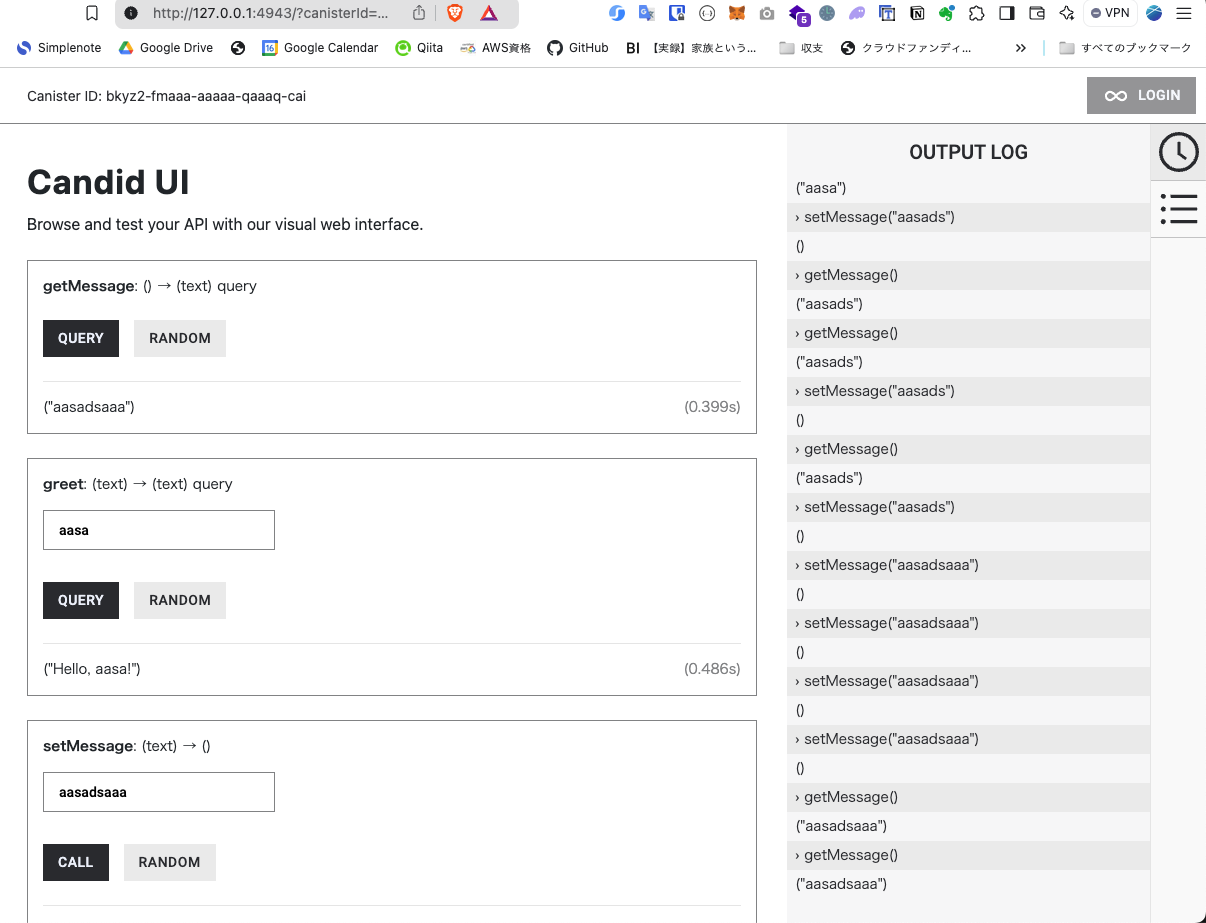 http://127.0.0.1:4943/?canisterId=...
5
VPN
Simplenote
Google Drive
16
Google Calendar
Qiita
AWS資格
GitHub
BI 【実録】家族という...
収支
クラウドファンディ...
»
すべてのブックマーク
Canister ID: bkyz2-fmaaa-aaaaa-qaaaq-cai
LOGIN
Candid UI
Browse and test your API with our visual web interface.
getMessage: () → (text) query
QUERY
RANDOM
("aasadsaaa")
(0.399s)
greet: (text) → (text) query
aasa
QUERY
RANDOM
("Hello, aasa!")
(0.486s)
setMessage: (text) → ()
aasadsaaa
CALL
RANDOM
OUTPUT LOG
("aasa")
› setMessage("aasads")
()
› getMessage()
("aasads")
› getMessage()
("aasads")
› setMessage("aasads")
()
› getMessage()
("aasads")
› setMessage("aasads")
()
› setMessage("aasadsaaa")
()
› setMessage("aasadsaaa")
()
› setMessage("aasadsaaa")
()
› setMessage("aasadsaaa")
()
› getMessage()
("aasadsaaa")
› getMessage()
("aasadsaaa")